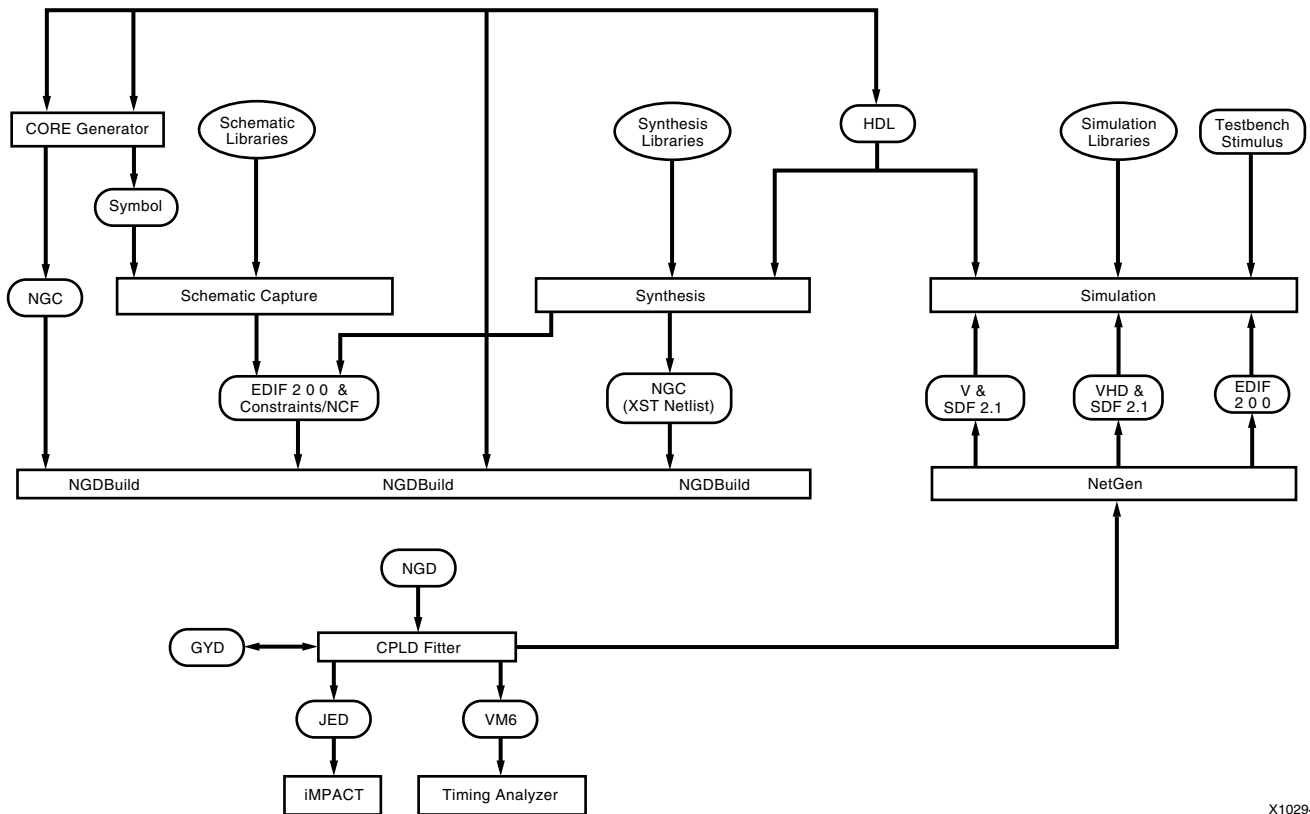 CORE Generator
Schematic
Libraries
Synthesis
Libraries
HDL
Simulation
Libraries
Testbench
Stimulus
Symbol
NGC
Schematic Capture
Synthesis
Simulation
EDIF 2 0 0 &
Constraints/NCF
NGC
(XST Netlist)
V &
SDF 2.1
VHD &
SDF 2.1
EDIF
2 0 0
NGDBuild
NGDBuild
NGDBuild
NetGen
NGD
GYD
CPLD Fitter
JED
VM6
iMPACT
Timing Analyzer
X10294